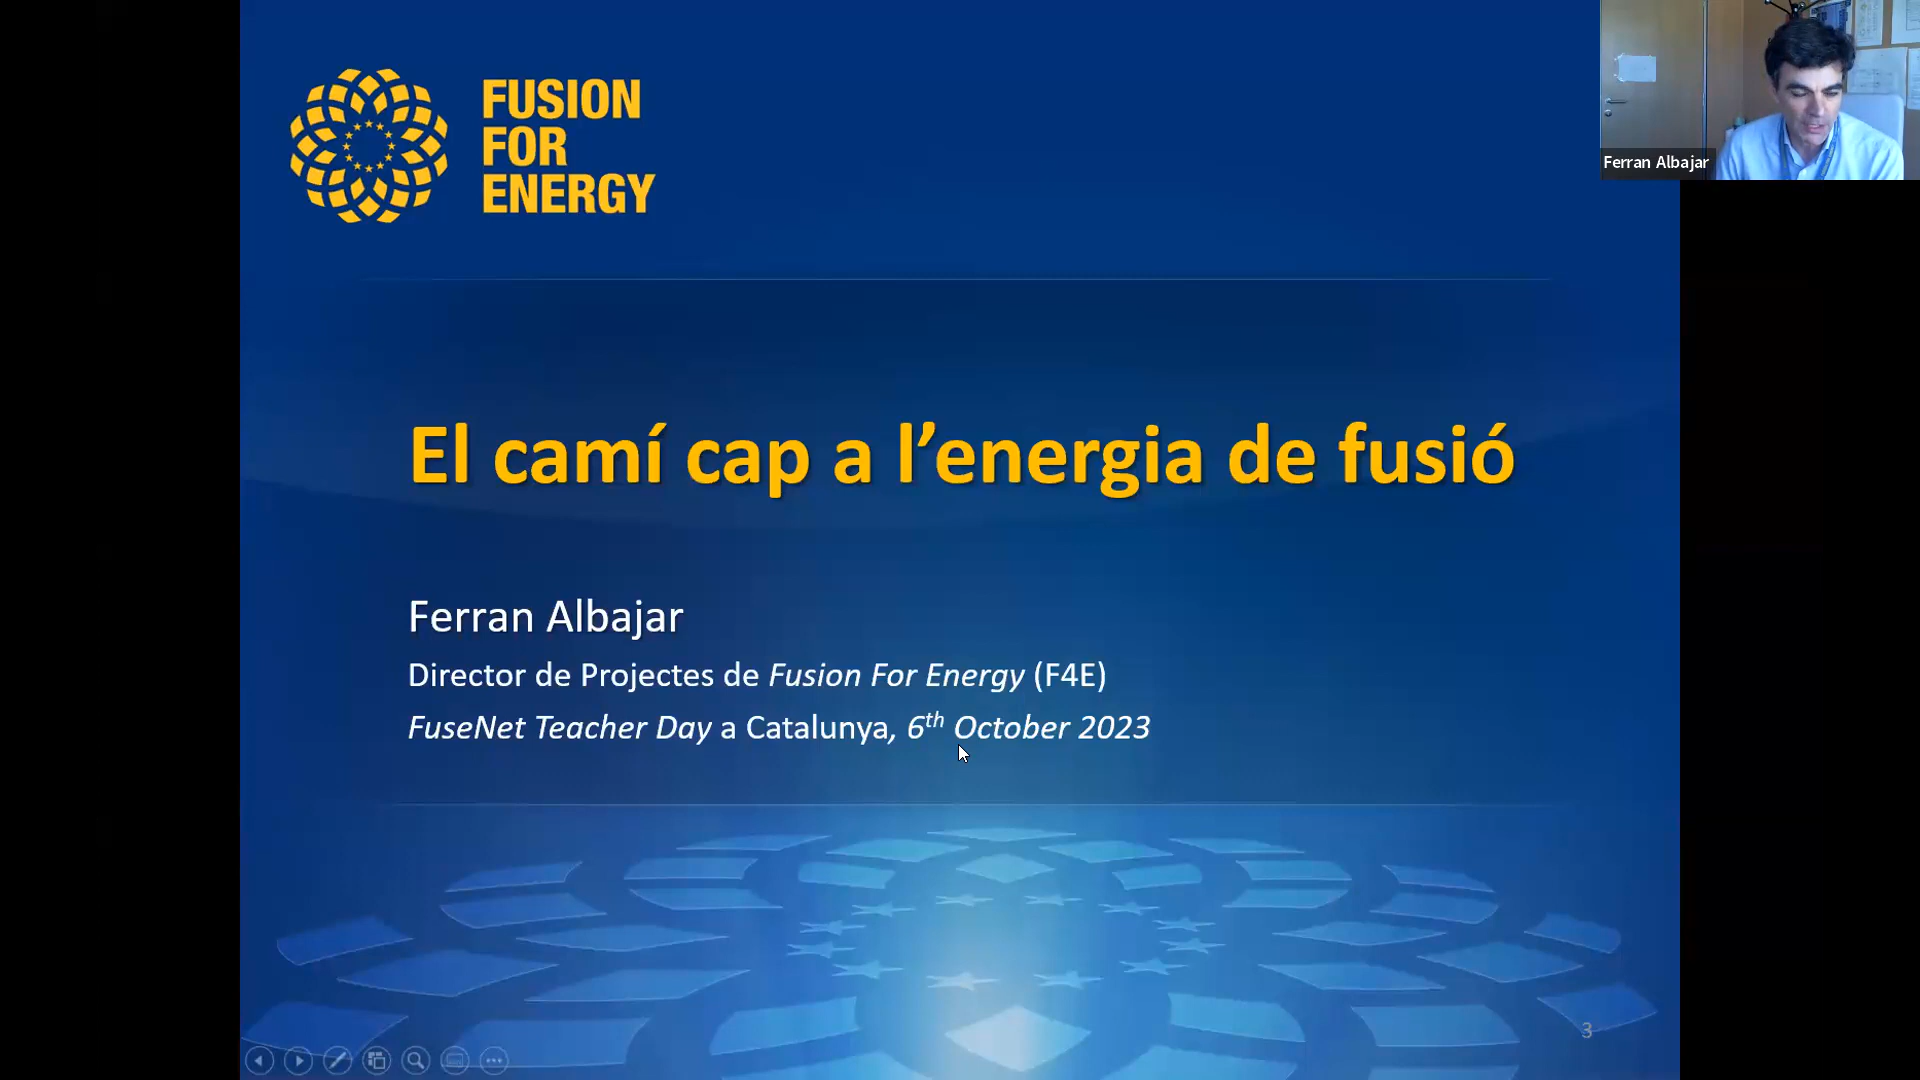 FUSION
FOR
ENERGY
Ferran Albajar
El camí cap a l’energia de fusió
Ferran Albajar
Director de Projectes de Fusion For Energy (F4E)
FuseNet Teacher Day a Catalunya, 6th October 2023
3